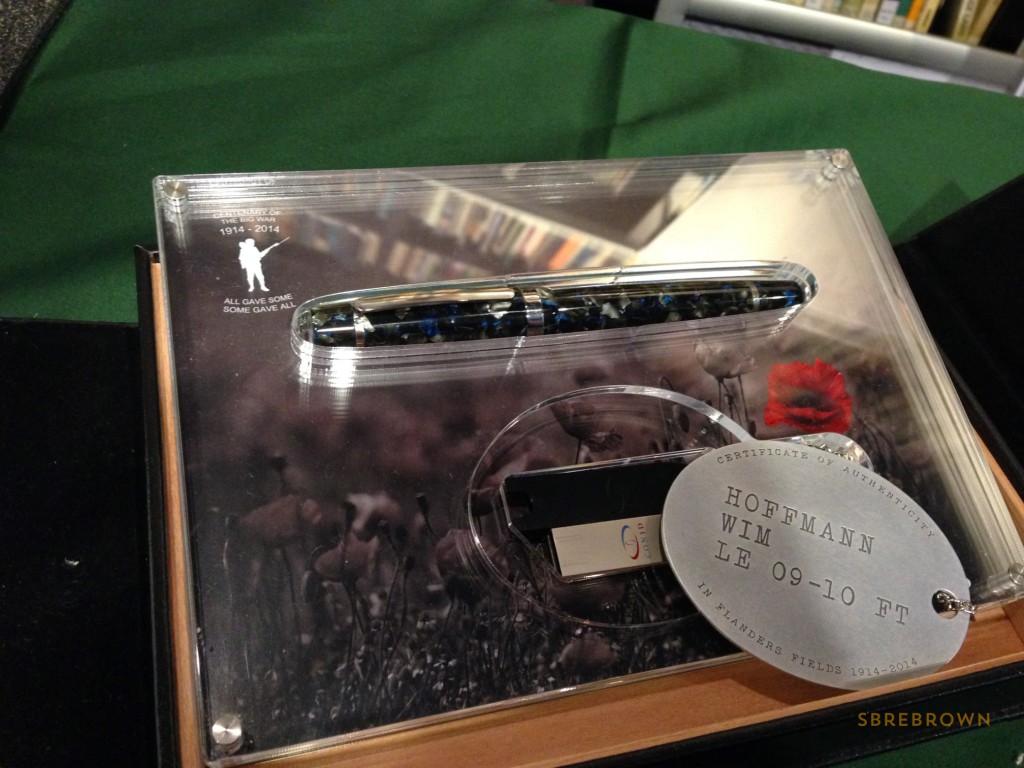 CENTENARY OF
THE BIG WAR
1914 - 2014
ALL GAVE SOME
SOME GAVE ALL
CERTIFICATE OF AUTHENTICITY
HOFFMANN
WIM
LE 09-10 FT
IN FLANDERS FIELDS 1914-2014
SBREBROWN